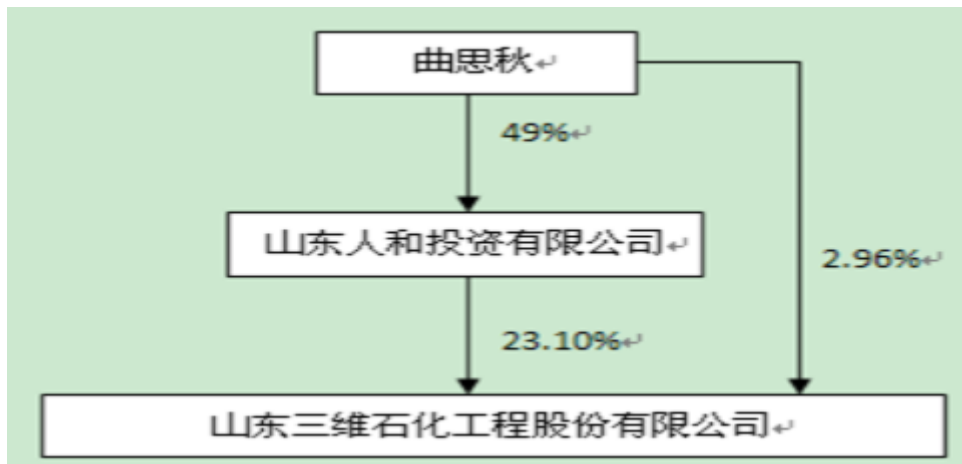 曲思秋
49%
山东人和投资有限公司
2.96%
23.10%
山东三维石化工程股份有限公司